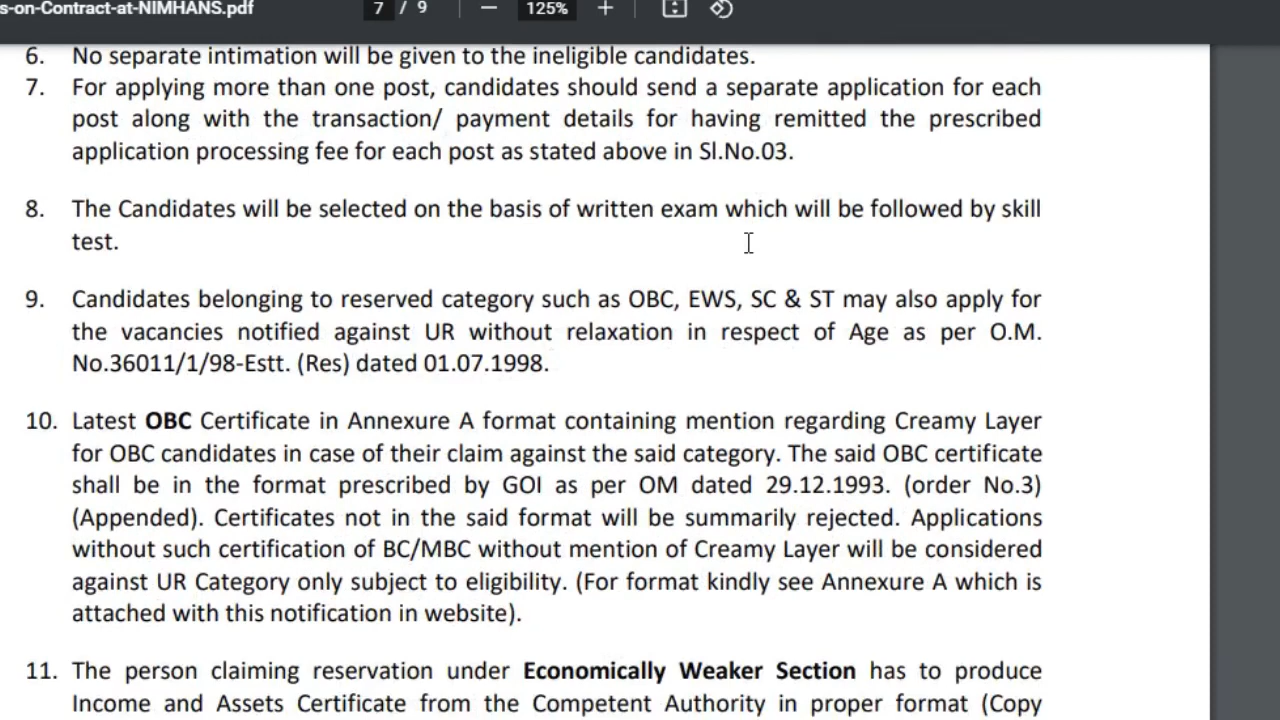 s-on-Contract-at-NIMHANS.pdf 7 / 9 125%
6. No separate intimation will be given to the ineligible candidates.
7. For applying more than one post, candidates should send a separate application for each
post along with the transaction/ payment details for having remitted the prescribed
application processing fee for each post as stated above in Sl.No.03.
8. The Candidates will be selected on the basis of written exam which will be followed by skill
test.
9. Candidates belonging to reserved category such as OBC, EWS, SC & ST may also apply for
the vacancies notified against UR without relaxation in respect of Age as per O.M.
No.36011/1/98-Estt. (Res) dated 01.07.1998.
10. Latest OBC Certificate in Annexure A format containing mention regarding Creamy Layer
for OBC candidates in case of their claim against the said category. The said OBC certificate
shall be in the format prescribed by GOI as per OM dated 29.12.1993. (order No.3)
(Appended). Certificates not in the said format will be summarily rejected. Applications
without such certification of BC/MBC without mention of Creamy Layer will be considered
against UR Category only subject to eligibility. (For format kindly see Annexure A which is
attached with this notification in website).
11. The person claiming reservation under Economically Weaker Section has to produce
Income and Assets Certificate from the Competent Authority in proper format (Copy